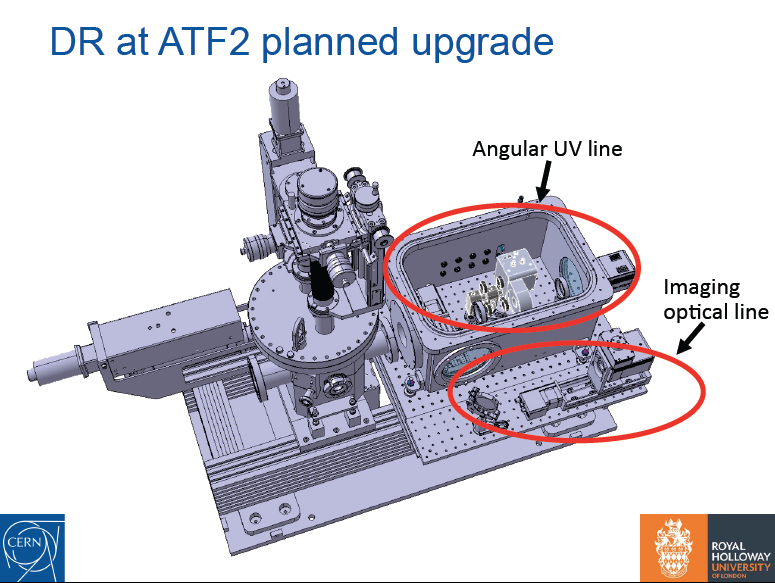 DR at ATF2 planned upgrade
Angular UV line
Imaging
optical line
CERN
ROYAL
HOLLOWAY
UNIVERSITY
OF LONDON